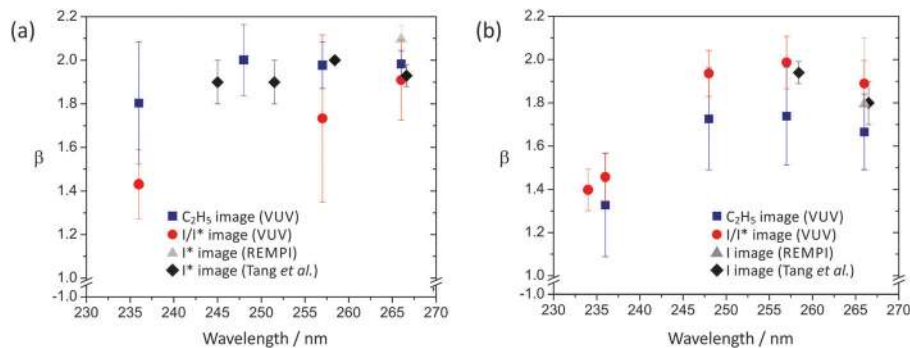 (a)
2.2
2.0
1.8
1.6
1.4
1.2
1.0
-1.0
β
C₂H₅ image (VUV)
I/I* image (VUV)
I* image (REMPI)
I* image (Tang et al.)
230 235 240 245 250 255 260 265 270
Wavelength / nm
(b)
2.2
2.0
1.8
1.6
1.4
1.2
1.0
-1.0
β
C₂H₅ image (VUV)
I/I* image (VUV)
I image (REMPI)
I image (Tang et al.)
230 235 240 245 250 255 260 265 270
Wavelength / nm